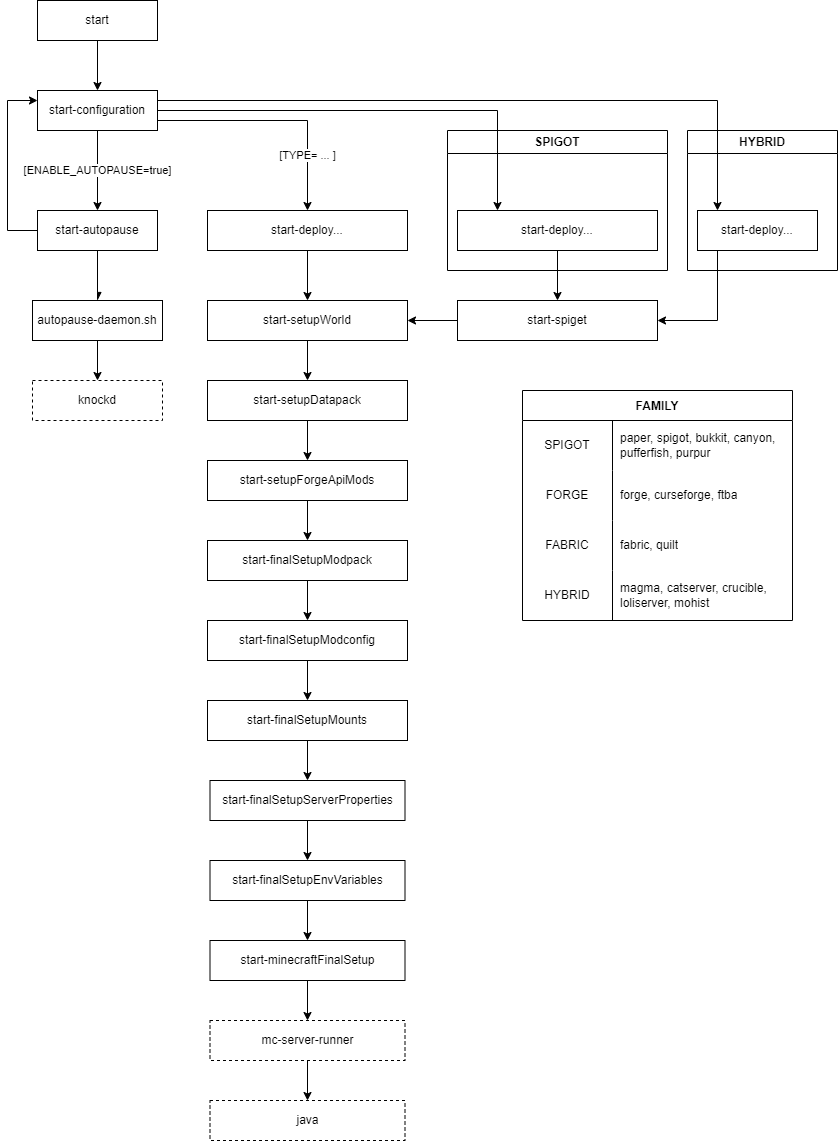 start
start-configuration
[ENABLE_AUTOPAUSE=true]
[TYPE= ... ]
SPIGOT
HYBRID
start-autopause
start-deploy...
start-deploy...
start-deploy...
autopause-daemon.sh
start-setupWorld
start-spiget
knockd
start-setupDatapack
start-setupForgeApiMods
start-finalSetupModpack
start-finalSetupModconfig
start-finalSetupMounts
start-finalSetupServerProperties
start-finalSetupEnvVariables
start-minecraftFinalSetup
mc-server-runner
java
FAMILY
SPIGOT
paper, spigot, bukkit, canyon,
pufferfish, purpur
FORGE
forge, curseforge, ftba
FABRIC
fabric, quilt
HYBRID
magma, catserver, crucible,
loliserver, mohist